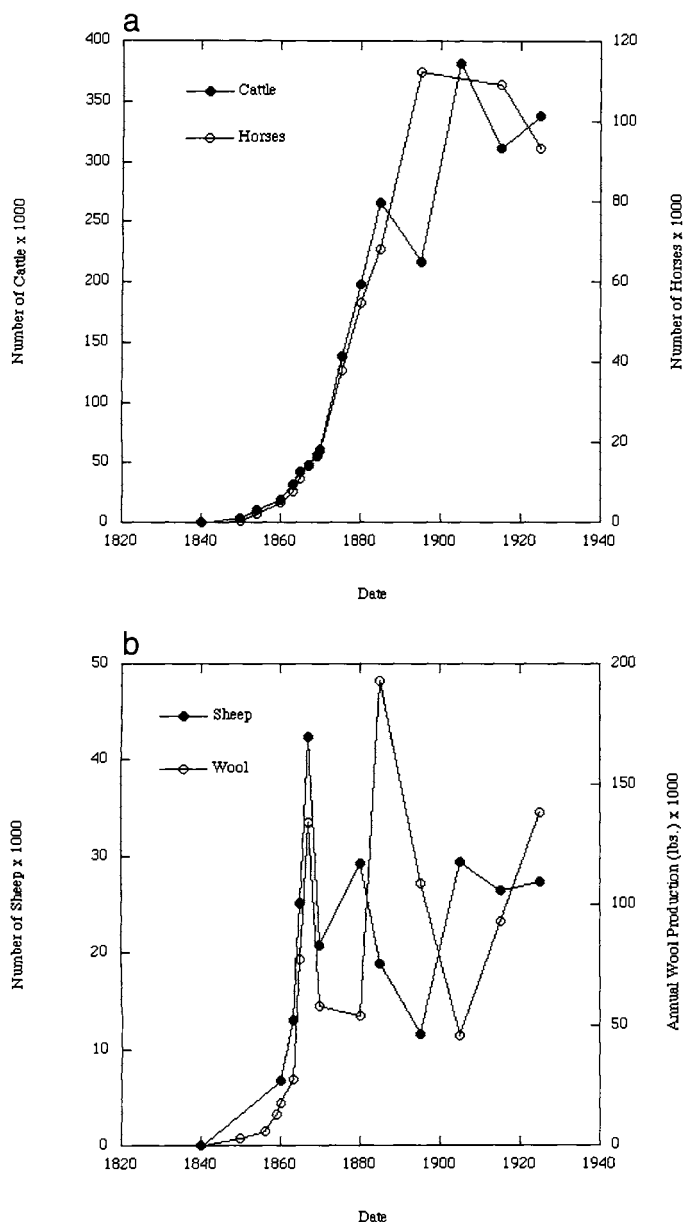 a
400
350
300
250
200
150
100
50
0
120
100
80
60
40
20
0
Cattle
Horses
Number of Cattle x 1000
Number of Horses x 1000
1820 1840 1860 1880 1900 1920 1940
Date
b
50
40
30
20
10
0
200
150
100
50
0
Sheep
Wool
Number of Sheep x 1000
Annual Wool Production (lbs.) x 1000
1820 1840 1860 1880 1900 1920 1940
Date